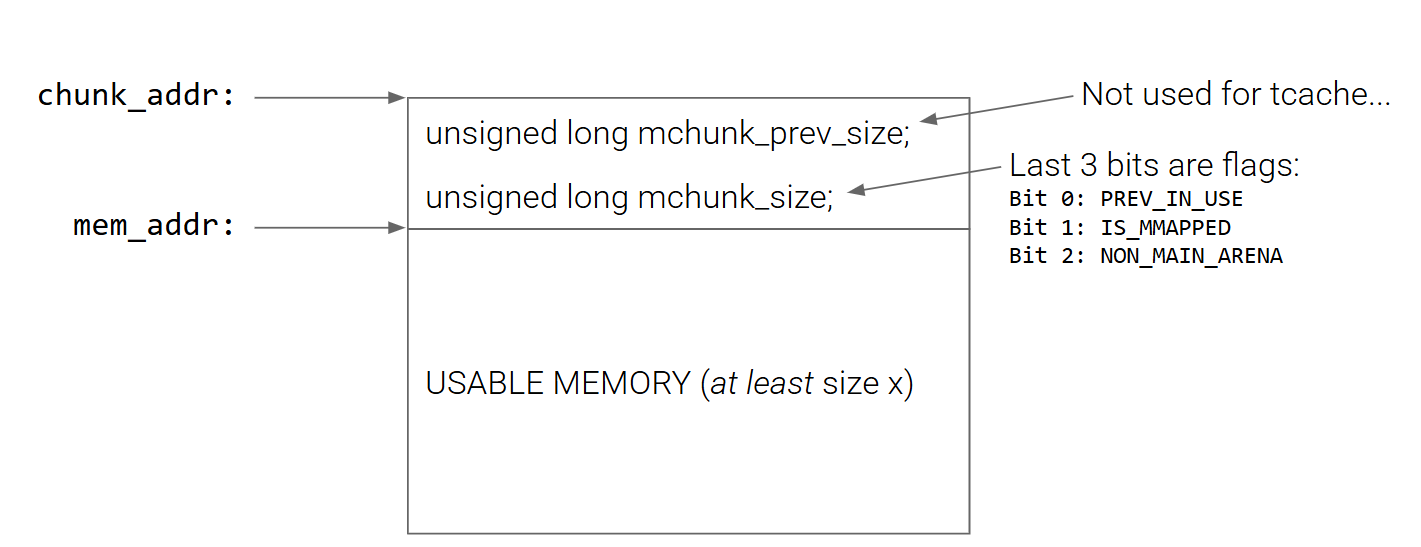 chunk_addr:
Not used for tcache...
unsigned long mchunk_prev_size;
Last 3 bits are flags:
unsigned long mchunk_size;
Bit 0: PREV_IN_USE
mem_addr:
Bit 1: IS_MMAPPED
Bit 2: NON_MAIN_ARENA
USABLE MEMORY (at least size x)